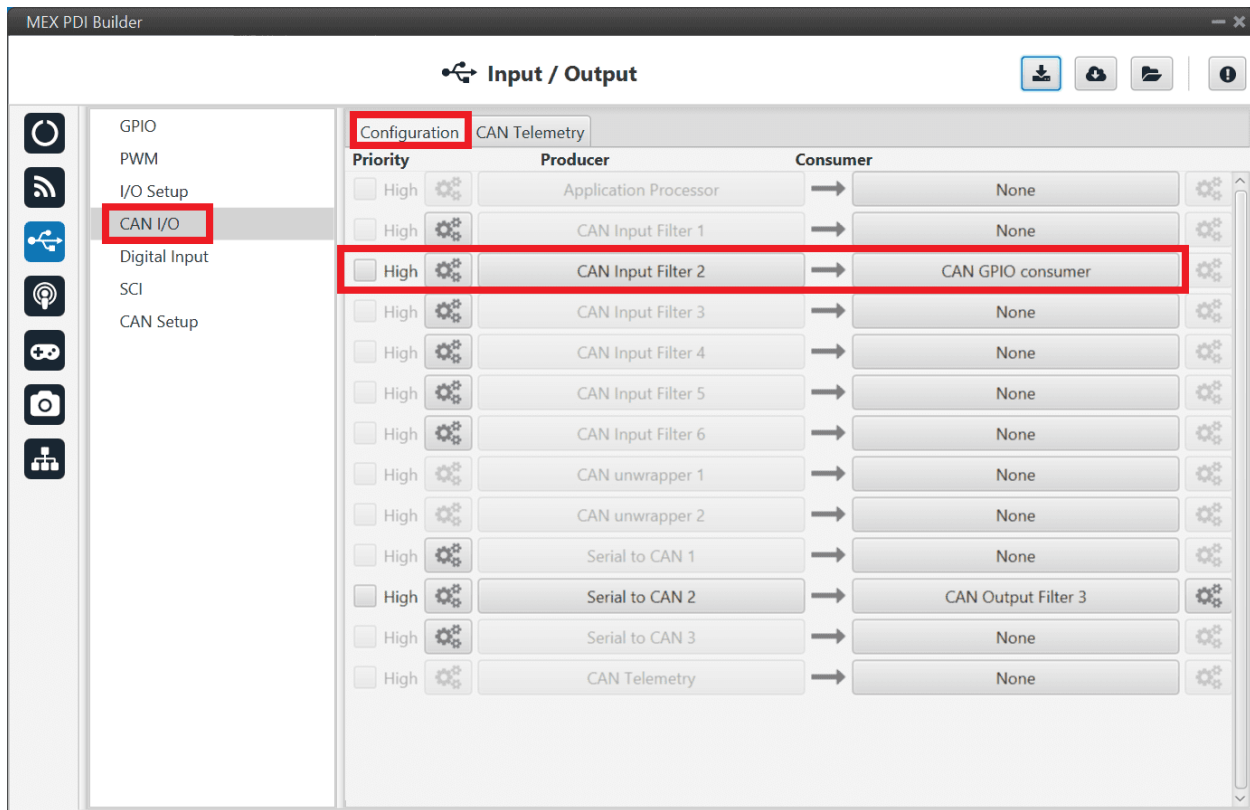 MEX PDI Builder
Input / Output
GPIO
PWM
I/O Setup
CAN I/O
Digital Input
SCI
CAN Setup
Configuration CAN Telemetry
Priority Producer Consumer
High Application Processor None
High CAN Input Filter 1 None
High CAN Input Filter 2 CAN GPIO consumer
High CAN Input Filter 3 None
High CAN Input Filter 4 None
High CAN Input Filter 5 None
High CAN Input Filter 6 None
High CAN unwrapper 1 None
High CAN unwrapper 2 None
High Serial to CAN 1 None
High Serial to CAN 2 CAN Output Filter 3
High Serial to CAN 3 None
High CAN Telemetry None